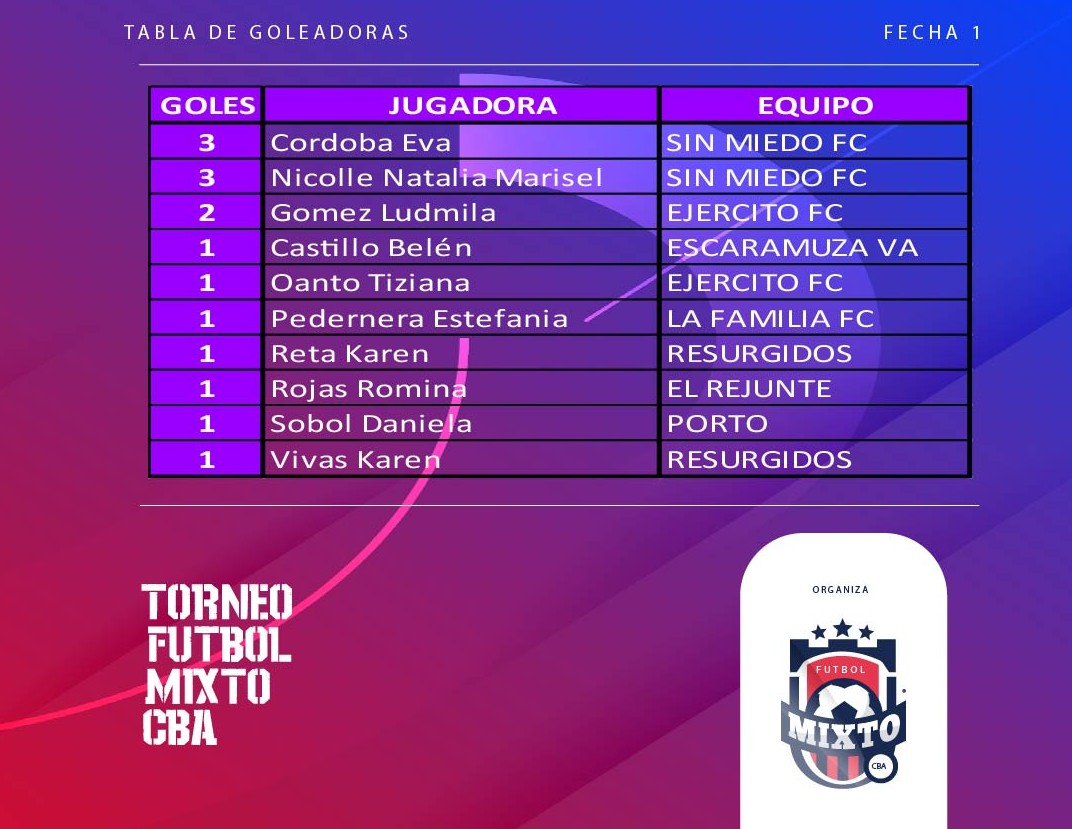 TABLA DE GOLEADORAS FECHA 1
GOLES JUGADORA EQUIPO
3 Cordoba Eva SIN MIEDO FC
3 Nicolle Natalia Marisel SIN MIEDO FC
2 Gomez Ludmila EJERCITO FC
1 Castillo Belén ESCARAMUZA VA
1 Oanto Tiziana EJERCITO FC
1 Pedernera Estefania LA FAMILIA FC
1 Reta Karen RESURGIDOS
1 Rojas Romina EL REJUNTE
1 Sobol Daniela PORTO
1 Vivas Karen RESURGIDOS
TORNEO
FUTBOL
MIXTO
CBA
ORGANIZA
FUTBOL
MIXTO
CBA